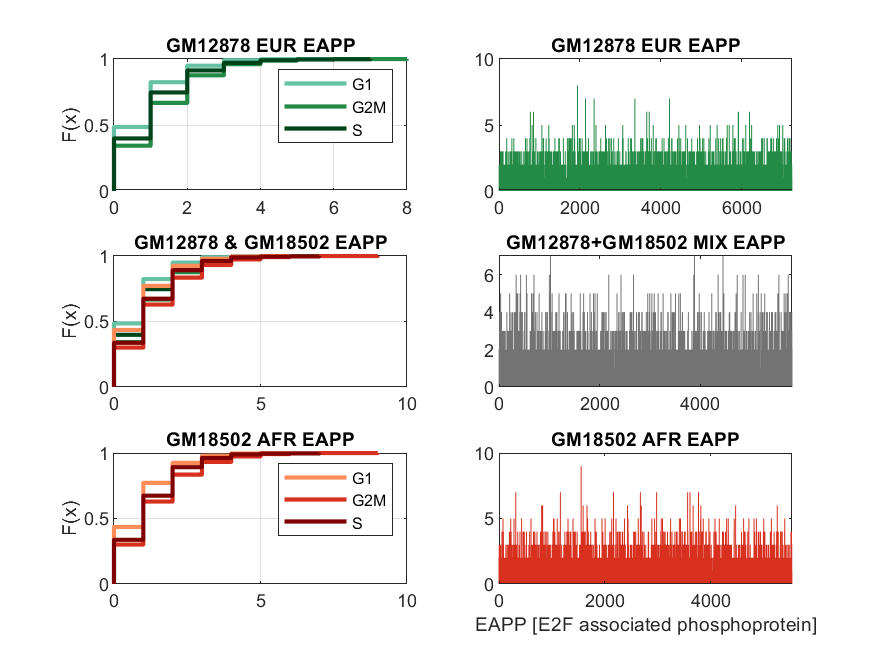 GM12878 EUR EAPP
1
0.5
0
F(x)
0 2 4 6 8
G1
G2M
S
GM12878 EUR EAPP
10
5
0
0 2000 4000 6000
GM12878 & GM18502 EAPP
1
0.5
0
F(x)
0 5 10
GM12878+GM18502 MIX EAPP
6
4
2
0
0 2000 4000
GM18502 AFR EAPP
1
0.5
0
F(x)
0 5 10
G1
G2M
S
GM18502 AFR EAPP
10
5
0
0 2000 4000
EAPP [E2F associated phosphoprotein]